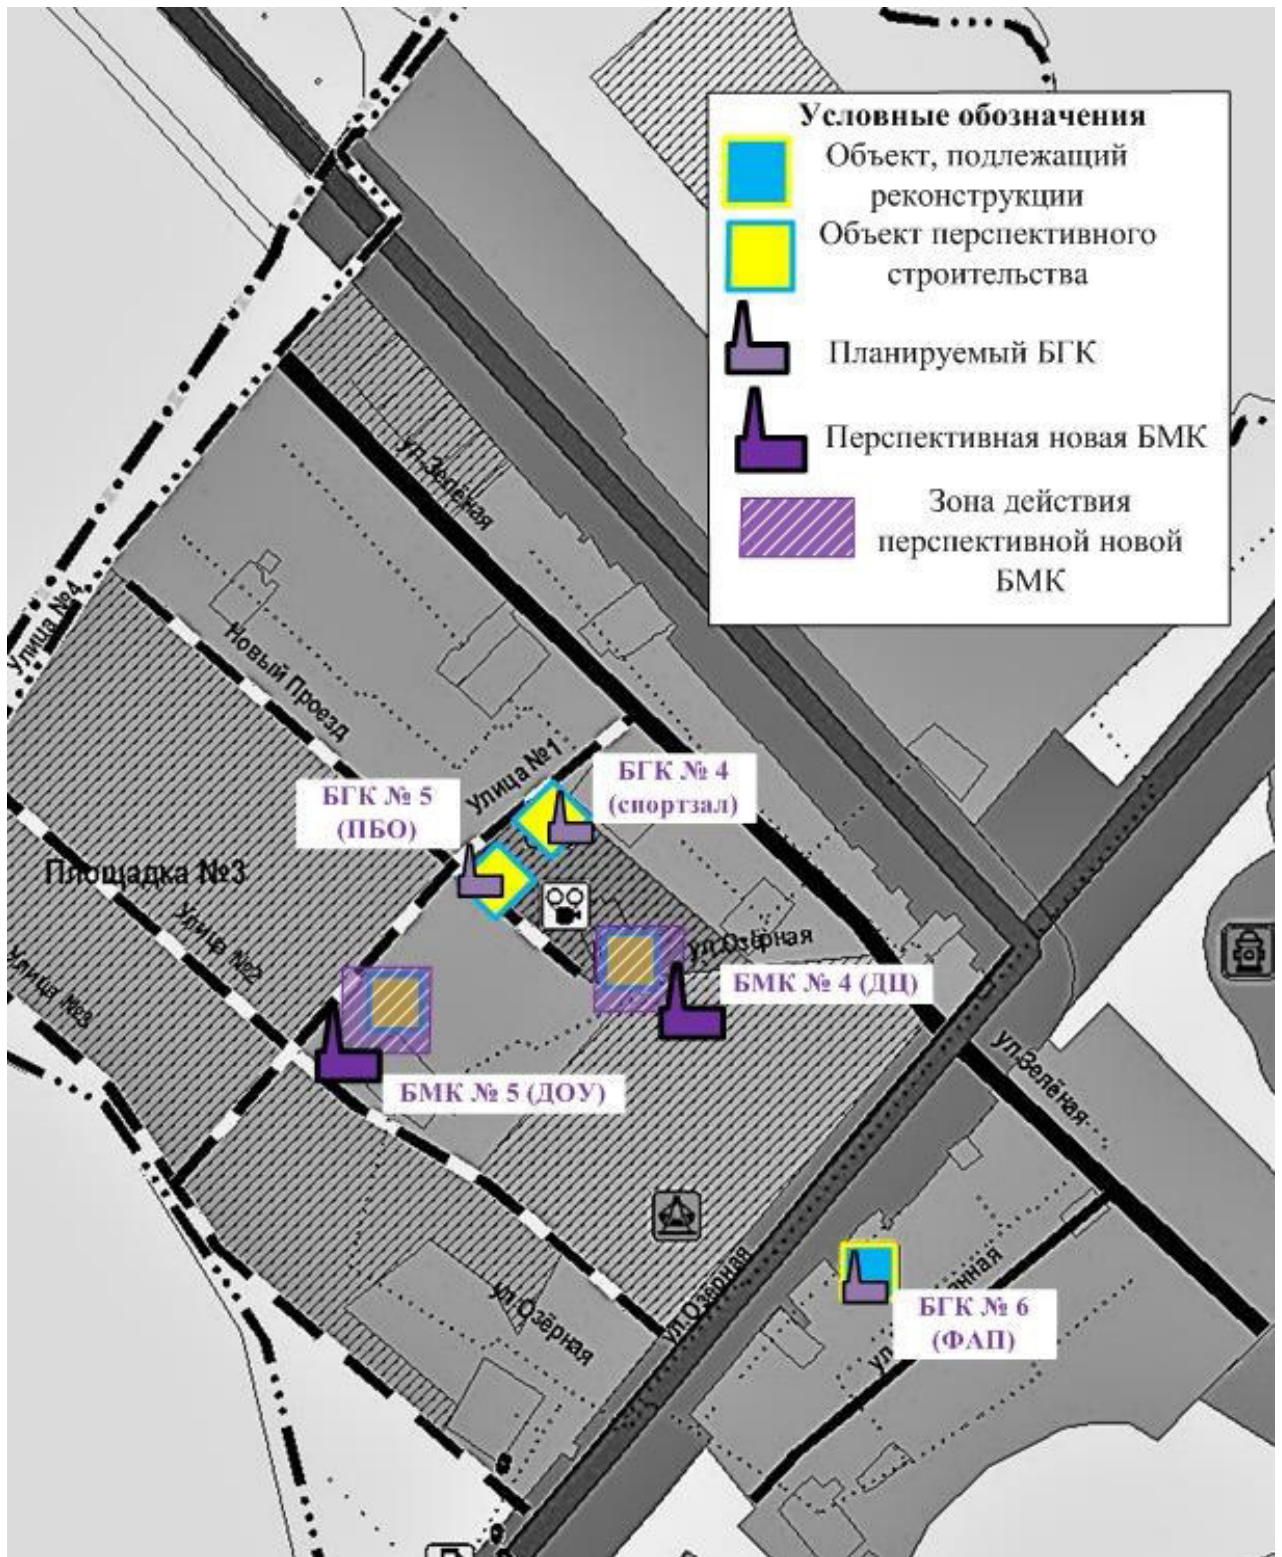 Условные обозначения
Объект, подлежащий
реконструкции
Объект перспективного
строительства
Планируемый БГК
Перспективная новая БМК
Зона действия
перспективной новой
БМК
ул.Зелёная
Улица №4
Новый Проезд
Улица №1
БГК № 4
(спортзал)
БГК № 5
(ПБО)
Площадка №3
Улица №2
Улица №3
ул.Озёрная
БМК № 4 (ДЦ)
БМК № 5 (ДОУ)
ул.Зелёная
ул.Озёрная
ул.Озёрная
БГК № 6
(ФАП)